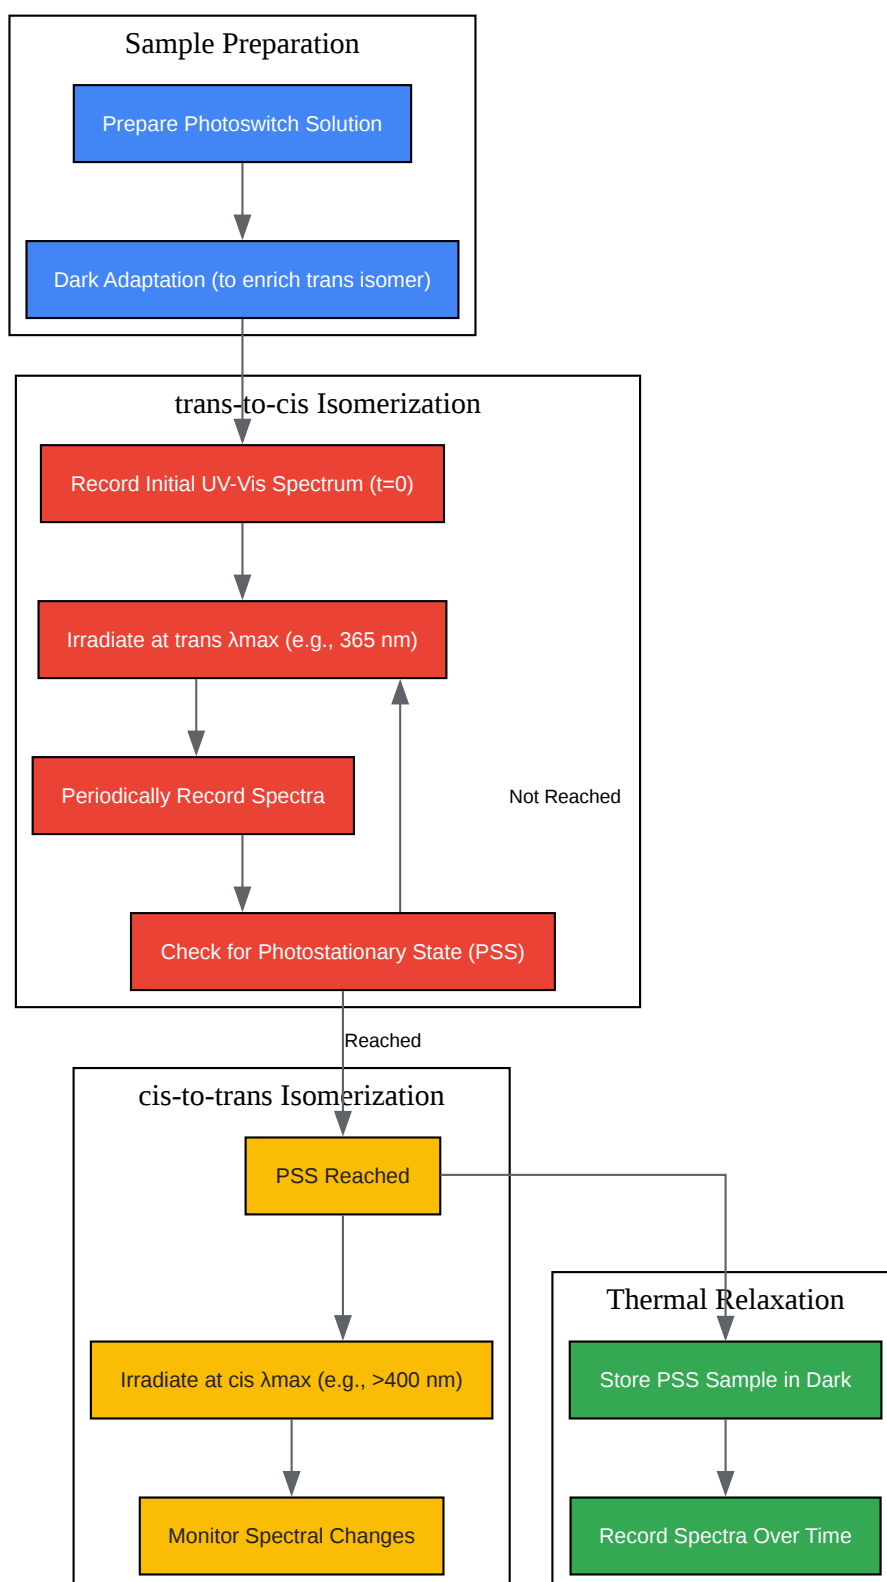 Sample Preparation
Prepare Photoswitch Solution
Dark Adaptation (to enrich trans isomer)
trans-to-cis Isomerization
Record Initial UV-Vis Spectrum (t=0)
Irradiate at trans λmax (e.g., 365 nm)
Periodically Record Spectra
Not Reached
Check for Photostationary State (PSS)
Reached
cis-to-trans Isomerization
PSS Reached
Thermal Relaxation
Irradiate at cis λmax (e.g., >400 nm)
Store PSS Sample in Dark
Monitor Spectral Changes
Record Spectra Over Time